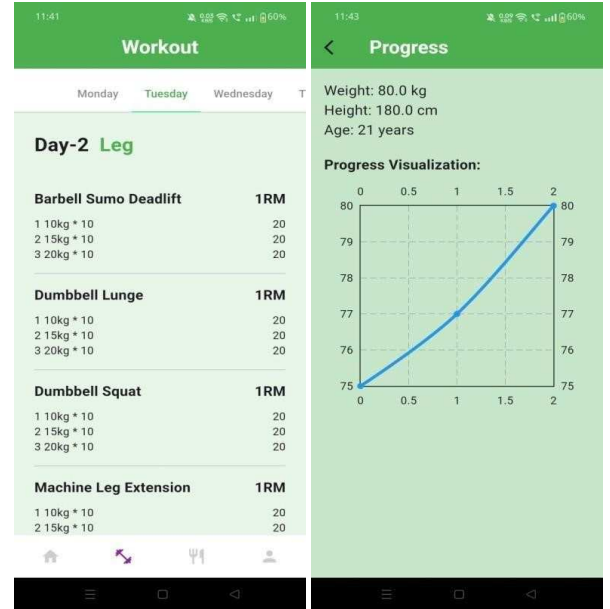 11:41
0.05 KB/S 60%
Workout
Monday Tuesday Wednesday T
Day-2 Leg
Barbell Sumo Deadlift 1RM
1 10kg * 10 20
2 15kg * 10 20
3 20kg * 10 20
Dumbbell Lunge 1RM
1 10kg * 10 20
2 15kg * 10 20
3 20kg * 10 20
Dumbbell Squat 1RM
1 10kg * 10 20
2 15kg * 10 20
3 20kg * 10 20
Machine Leg Extension 1RM
1 10kg * 10 20
2 15kg * 10 20
11:43
60%
Progress
Weight: 80.0 kg
Height: 180.0 cm
Age: 21 years
Progress Visualization:
0 0.5 1 1.5 2
80 80
79 79
78 78
77 77
76 76
75 75
0 0.5 1 1.5 2